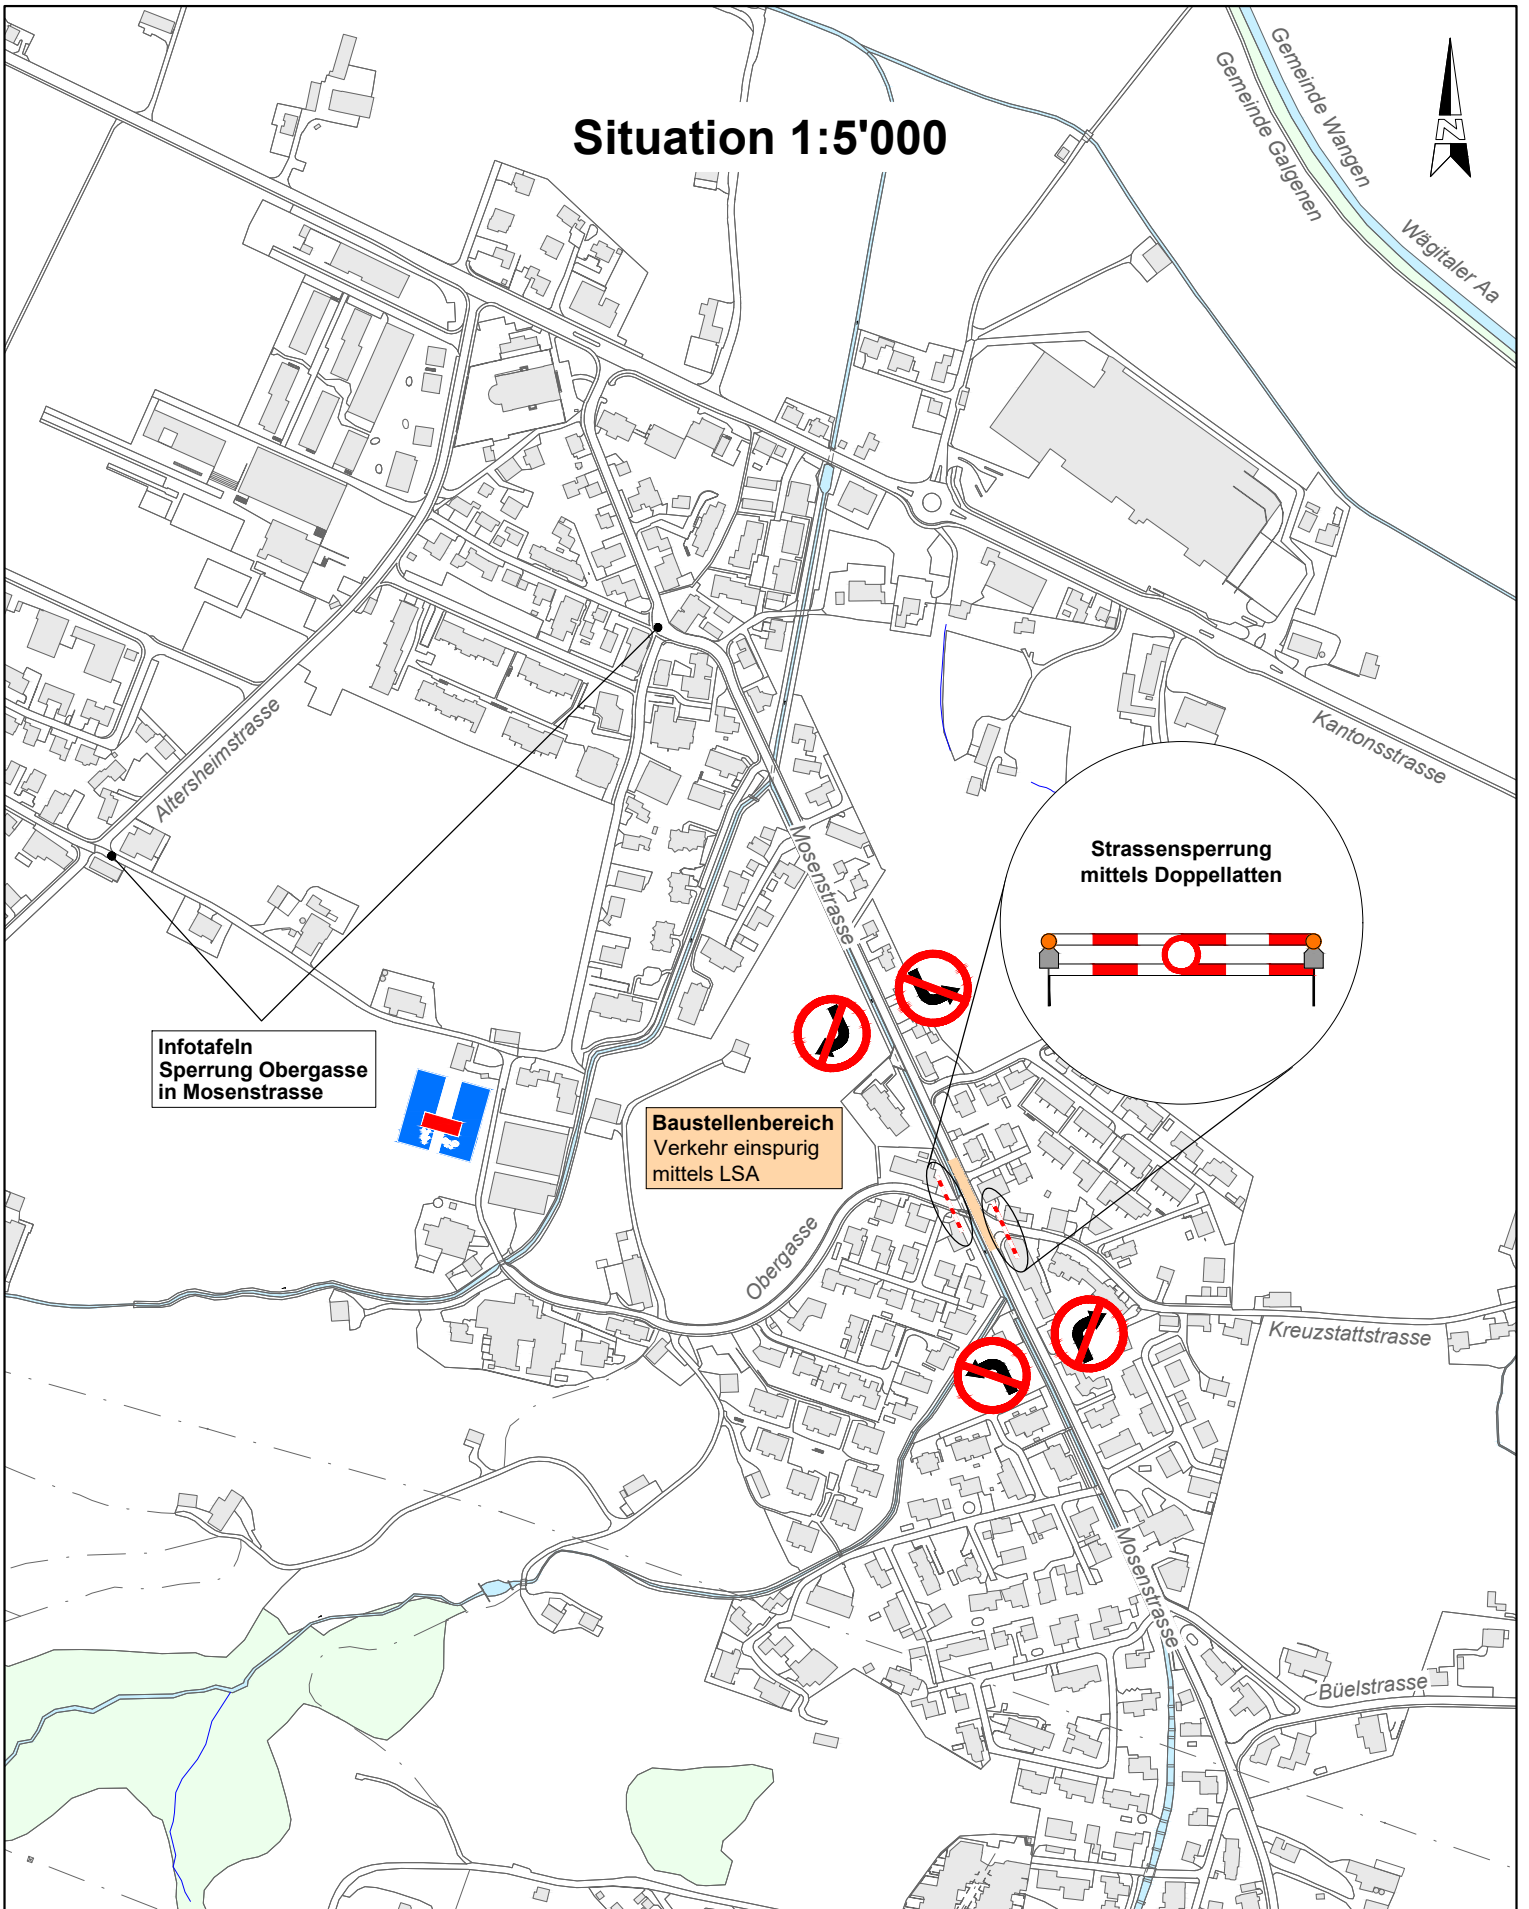 Situation 1:5'000
Gemeinde Wangen
Gemeinde Galgenen
Wägitaler Aa
N
Kantonsstrasse
Altersheimstrasse
Mosenstrasse
Strassensperrung
mittels Doppellatten
Infotafeln
Sperrung Obergasse
in Mosenstrasse
Baustellenbereich
Verkehr einspurig
mittels LSA
Obergasse
Kreuzstattstrasse
Mosenstrasse
Büelstrasse